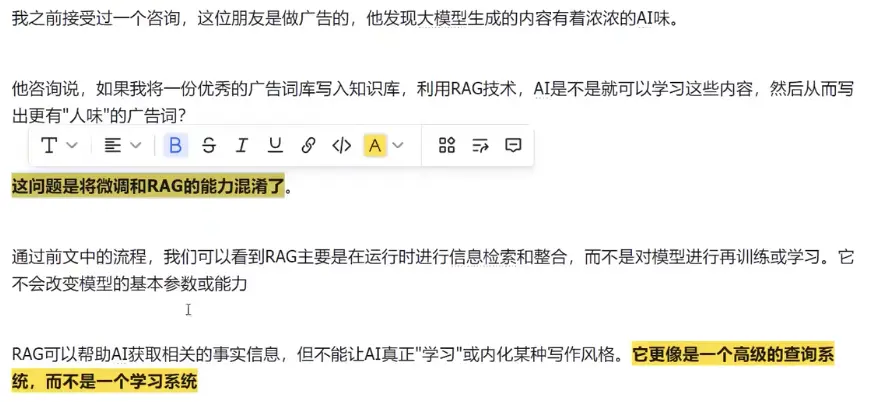 我之前接受过一个咨询，这位朋友是做广告的，他发现大模型生成的内容有着浓浓的AI味。
他咨询说，如果我将一份优秀的广告词库写入知识库，利用RAG技术，AI是不是就可以学习这些内容，然后从而写
出更有"人味"的广告词？
T B S I U </> A
这问题是将微调和RAG的能力混淆了。
通过前文中的流程，我们可以看到RAG主要是在运行时进行信息检索和整合，而不是对模型进行再训练或学习。它
不会改变模型的基本参数或能力
RAG可以帮助AI获取相关的事实信息，但不能让AI真正"学习"或内化某种写作风格。它更像是一个高级的查询系
统，而不是一个学习系统